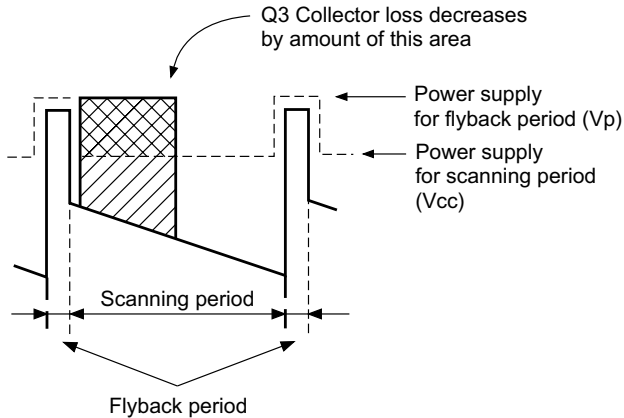 Q3 Collector loss decreases
by amount of this area
Power supply
for flyback period (Vp)
Power supply
for scanning period
(Vcc)
Scanning period
Flyback period